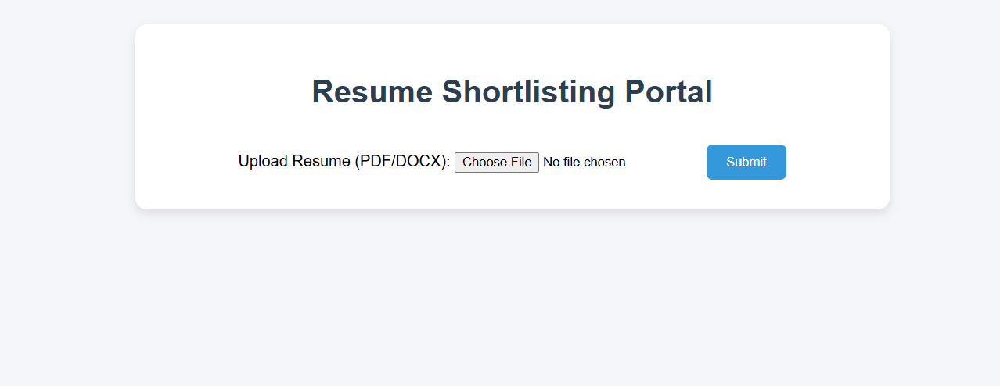 Resume Shortlisting Portal
Upload Resume (PDF/DOCX): Choose File No file chosen Submit